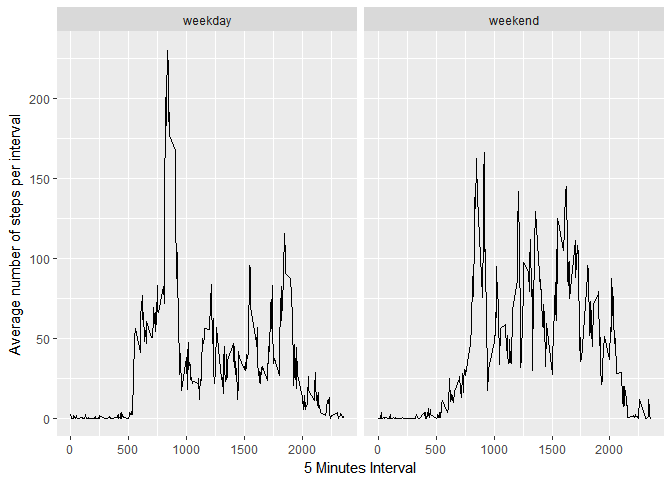 weekday
weekend
Average number of steps per interval
200
150
100
50
0
0 500 1000 1500 2000
0 500 1000 1500 2000
5 Minutes Interval